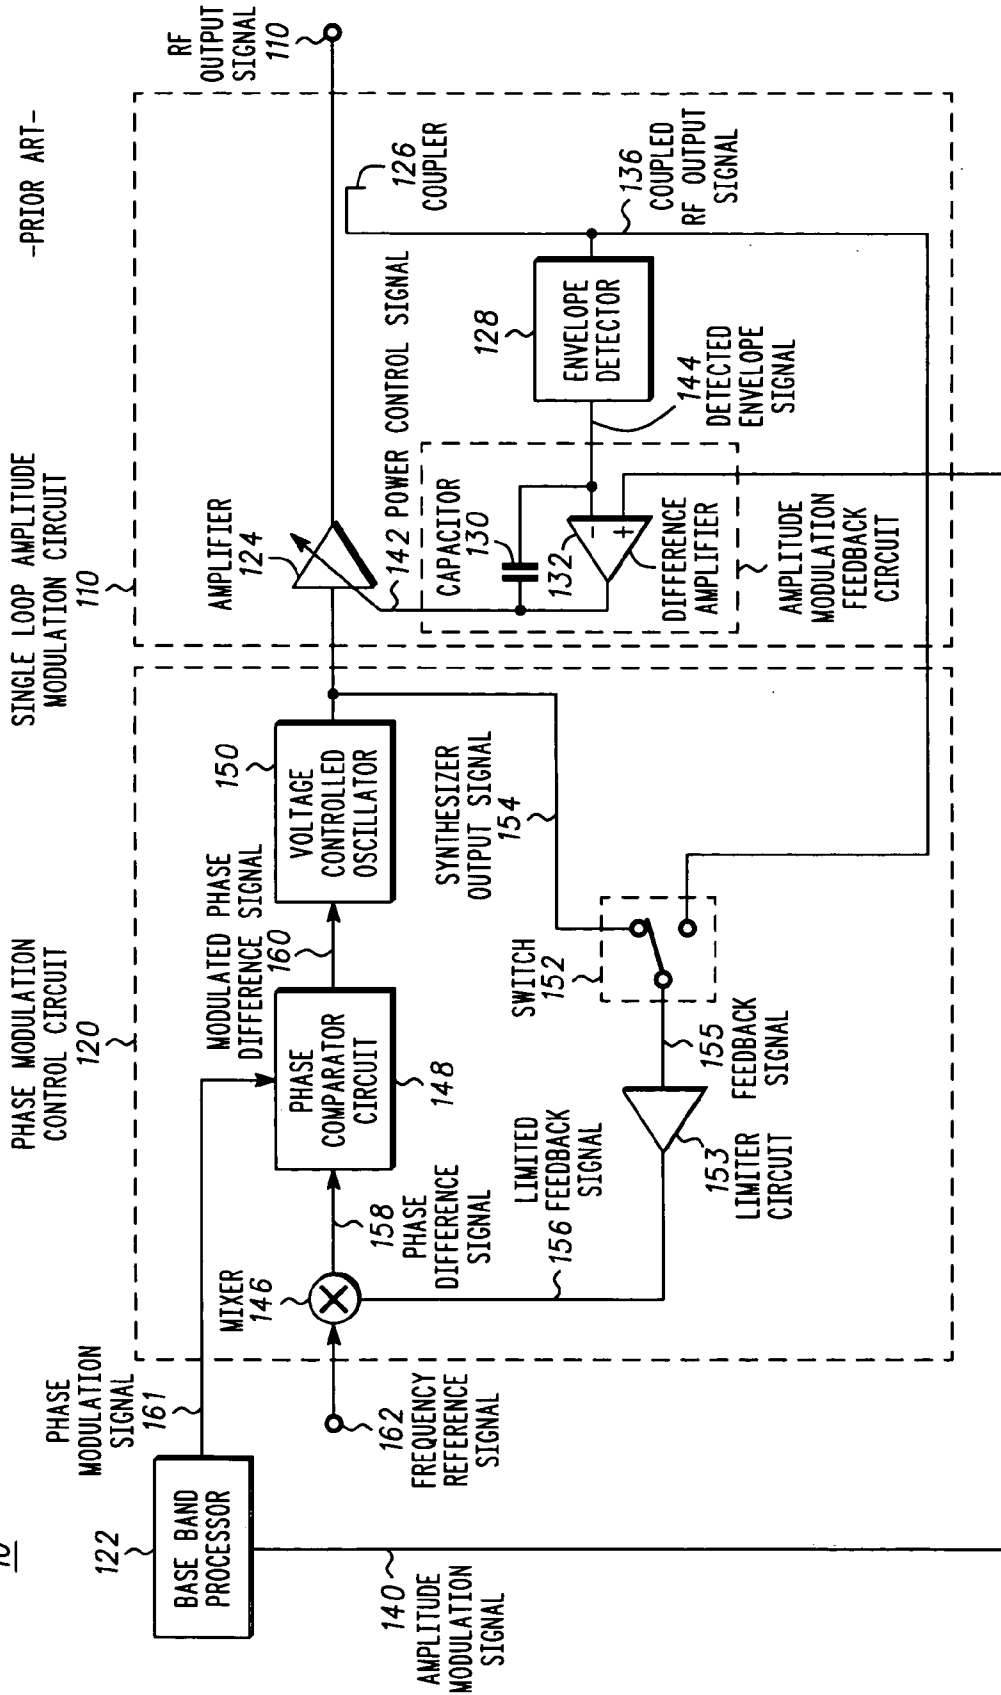 10
-PRIOR ART-
PHASE MODULATION
CONTROL CIRCUIT
120
SINGLE LOOP AMPLITUDE
MODULATION CIRCUIT
110
122
BASE BAND
PROCESSOR
PHASE
MODULATION
SIGNAL
161
140
AMPLITUDE
MODULATION
SIGNAL
162
FREQUENCY
REFERENCE
SIGNAL
MIXER
146
158
PHASE
DIFFERENCE
SIGNAL
PHASE
COMPARATOR
CIRCUIT
148
MODULATED PHASE
DIFFERENCE SIGNAL
160
150
VOLTAGE
CONTROLLED
OSCILLATOR
SYNTHESIZER
OUTPUT SIGNAL
154
SWITCH
152
155
FEEDBACK
SIGNAL
153
LIMITER
CIRCUIT
LIMITED
FEEDBACK
SIGNAL
156
AMPLIFIER
124
142 POWER CONTROL SIGNAL
CAPACITOR
130
132
-
+
DIFFERENCE
AMPLIFIER
AMPLITUDE
MODULATION
FEEDBACK
CIRCUIT
128
ENVELOPE
DETECTOR
144
DETECTED
ENVELOPE
SIGNAL
126
COUPLER
136
COUPLED
RF OUTPUT
SIGNAL
RF
OUTPUT
SIGNAL
110